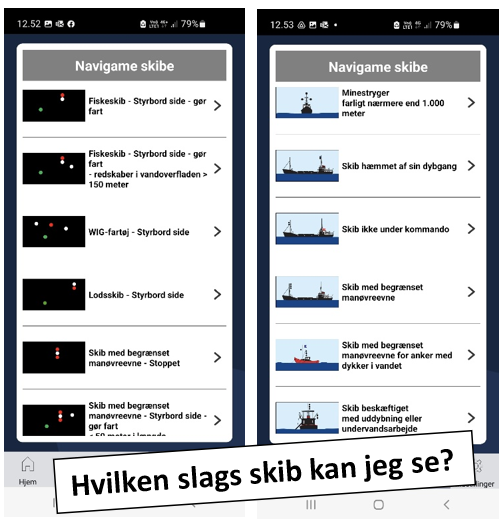 12.52
79%
Navigame skibe
Fiskeskib - Styrbord side - gør
fart
Fiskeskib - Styrbord side - gør
fart
- redskaber i vandoverfladen >
150 meter
WIG-fartøj - Styrbord side
Lodsskib - Styrbord side
Skib med begrænset
manøvreevne - Stoppet
Skib med begrænset
manøvreevne - Styrbord side -
gør fart
Hjem
12.53
79%
Navigame skibe
Minestryger
farligt nærmere end 1.000
meter
Skib hæmmet af sin dybgang
Skib ikke under kommando
Skib med begrænset
manøvreevne
Skib med begrænset
manøvreevne for anker med
dykker i vandet
Skib beskæftiget
med uddybning eller
undervandsarbejde
Hvilken slags skib kan jeg se?